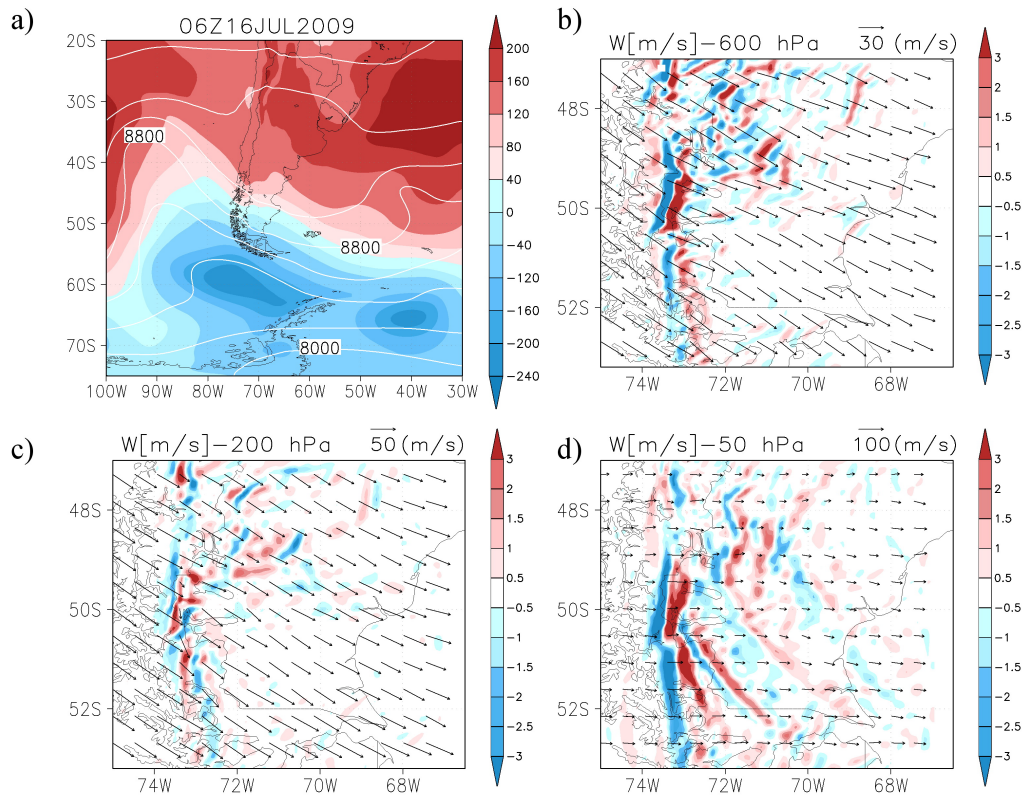 a)
06Z16JUL2009
20S
30S
40S
50S
60S
70S
100W
90W
80W
70W
60W
50W
40W
30W
8800
8800
8000
200
160
120
80
40
0
−40
−80
−120
−160
−200
−240
b)
W[m/s]−600 hPa
30 (m/s)
48S
50S
52S
74W
72W
70W
68W
3
2
1.5
1
0.5
−0.5
−1
−1.5
−2
−2.5
−3
c)
W[m/s]−200 hPa
50(m/s)
48S
50S
52S
74W
72W
70W
68W
3
2
1.5
1
0.5
−0.5
−1
−1.5
−2
−2.5
−3
d)
W[m/s]−50 hPa
100(m/s)
48S
50S
52S
74W
72W
70W
68W
3
2
1.5
1
0.5
−0.5
−1
−1.5
−2
−2.5
−3